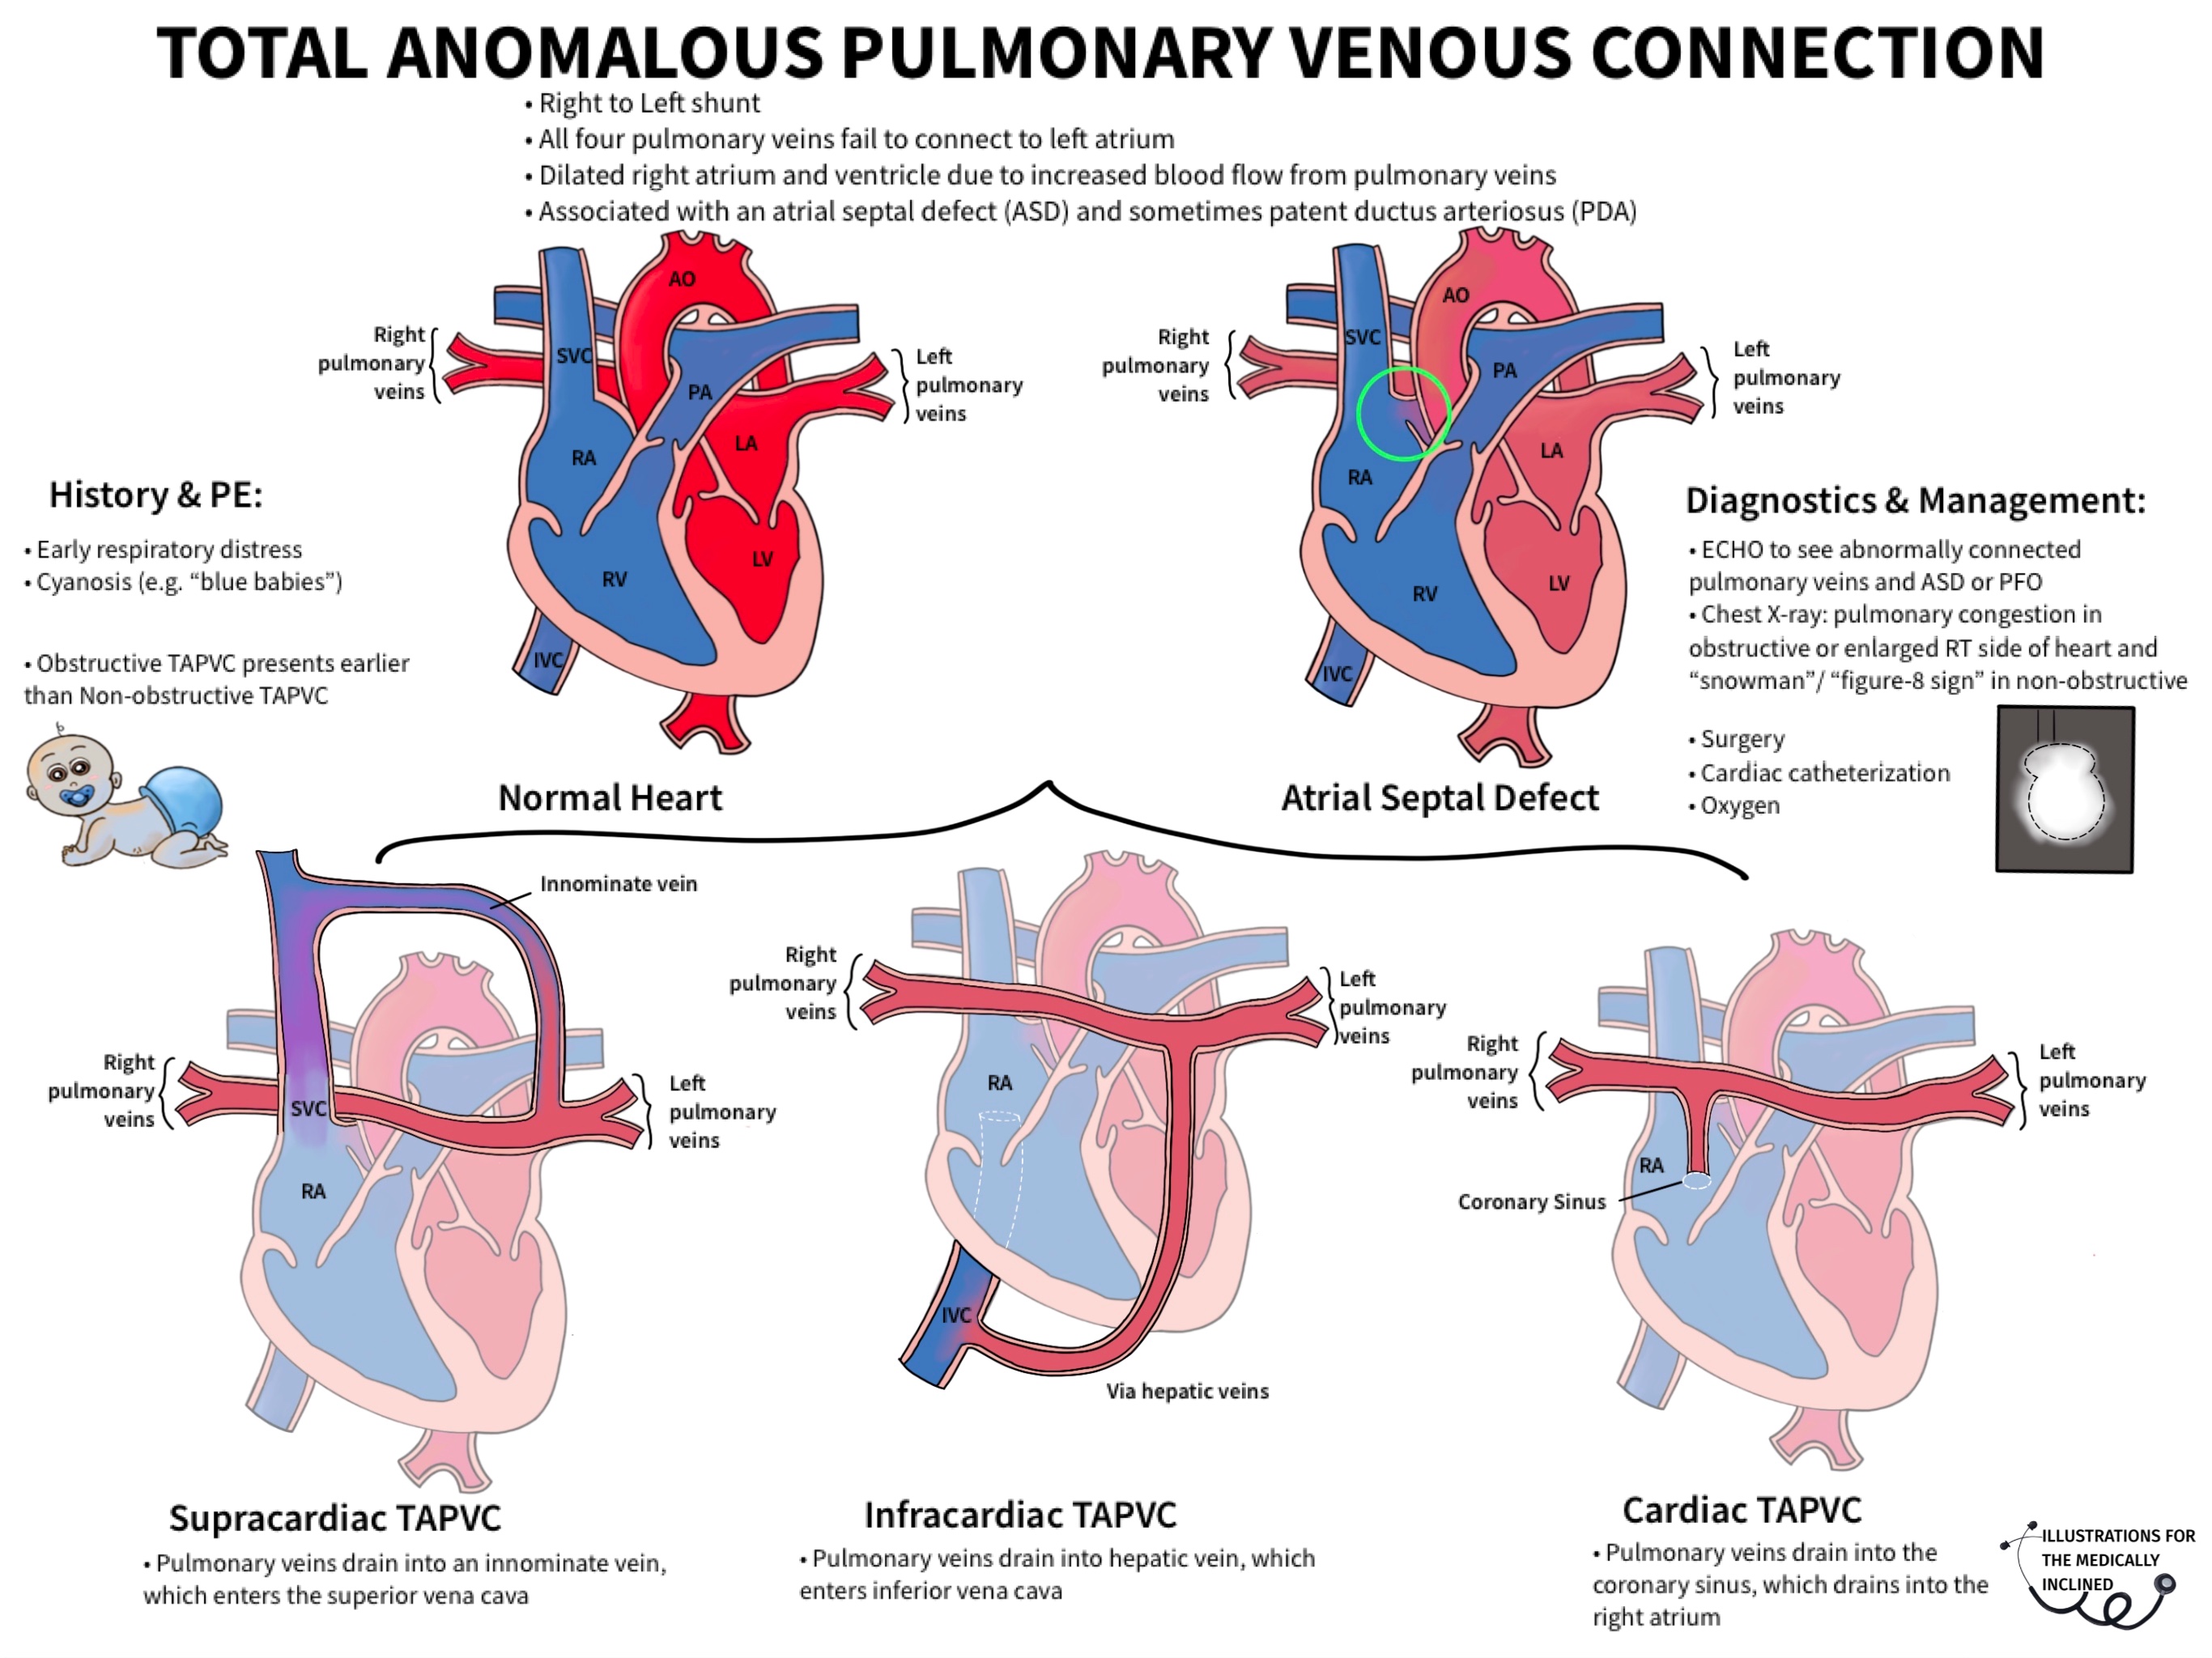 TOTAL ANOMALOUS PULMONARY VENOUS CONNECTION
• Right to Left shunt
• All four pulmonary veins fail to connect to left atrium
• Dilated right atrium and ventricle due to increased blood flow from pulmonary veins
• Associated with an atrial septal defect (ASD) and sometimes patent ductus arteriosus (PDA)
Right
pulmonary
veins
SVC
AO
PA
RA
LA
LV
RV
IVC
Left
pulmonary
veins
Normal Heart
Right
pulmonary
veins
SVC
AO
PA
RA
LA
LV
RV
IVC
Left
pulmonary
veins
Atrial Septal Defect
History & PE:
• Early respiratory distress
• Cyanosis (e.g. “blue babies”)
• Obstructive TAPVC presents earlier
than Non-obstructive TAPVC
Diagnostics & Management:
• ECHO to see abnormally connected
pulmonary veins and ASD or PFO
• Chest X-ray: pulmonary congestion in
obstructive or enlarged RT side of heart and
“snowman”/ “figure-8 sign” in non-obstructive
• Surgery
• Cardiac catheterization
• Oxygen
Innominate vein
Right
pulmonary
veins
SVC
RA
Left
pulmonary
veins
Supracardiac TAPVC
• Pulmonary veins drain into an innominate vein,
which enters the superior vena cava
Right
pulmonary
veins
RA
Left
pulmonary
veins
IVC
Via hepatic veins
Infracardiac TAPVC
• Pulmonary veins drain into hepatic vein, which
enters inferior vena cava
Right
pulmonary
veins
RA
Coronary Sinus
Left
pulmonary
veins
Cardiac TAPVC
• Pulmonary veins drain into the
coronary sinus, which drains into the
right atrium
ILLUSTRATIONS FOR
THE MEDICALLY
INCLINED